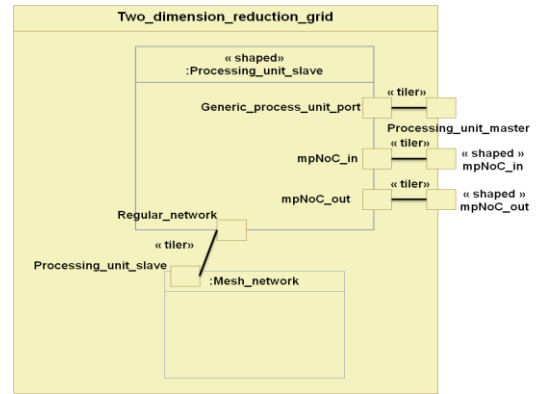 Two_dimension_reduction_grid
« shaped»
:Processing_unit_slave
« tiler»
Generic_process_unit_port
Processing_unit_master
« tiler»
« shaped »
mpNoC_in
mpNoC_in
« tiler»
« shaped »
mpNoC_out
mpNoC_out
Regular_network
« tiler»
Processing_unit_slave
:Mesh_network